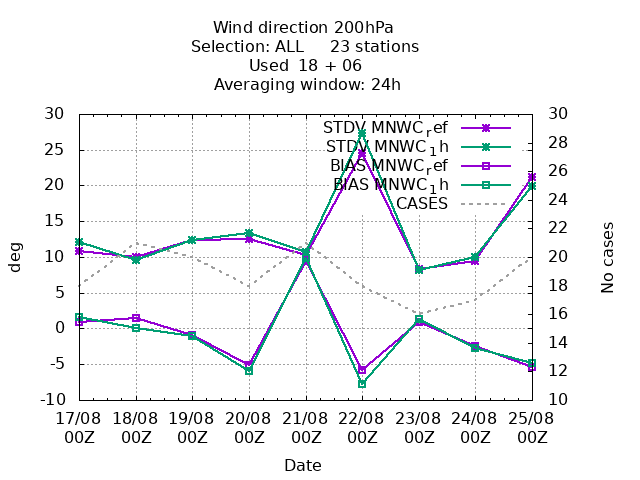 Wind direction 200hPa
Selection: ALL 23 stations
Used 18 + 06
Averaging window: 24h
30 30
25 28
20 26
15 24
10 22
5 20
0 18
-5 16
-10 14
12
10
STDV MNWC_ref
STDV MNWC_1h
BIAS MNWC_ref
BIAS MNWC_1h
CASES
deg
No cases
17/08 18/08 19/08 20/08 21/08 22/08 23/08 24/08 25/08
00Z 00Z 00Z 00Z 00Z 00Z 00Z 00Z 00Z
Date